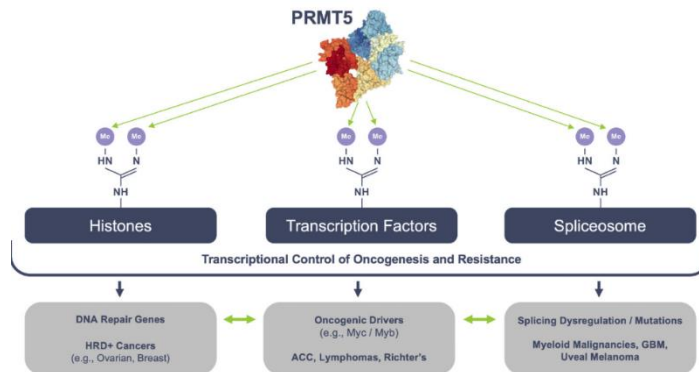 PRMT5
Me Me Me Me Me Me
HN N HN N HN N
NH NH NH
Histones Transcription Factors Spliceosome
Transcriptional Control of Oncogenesis and Resistance
DNA Repair Genes
HRD+ Cancers
(e.g., Ovarian, Breast)
Oncogenic Drivers
(e.g., Myc / Myb)
ACC, Lymphomas, Richter's
Splicing Dysregulation / Mutations
Myeloid Malignancies, GBM,
Uveal Melanoma